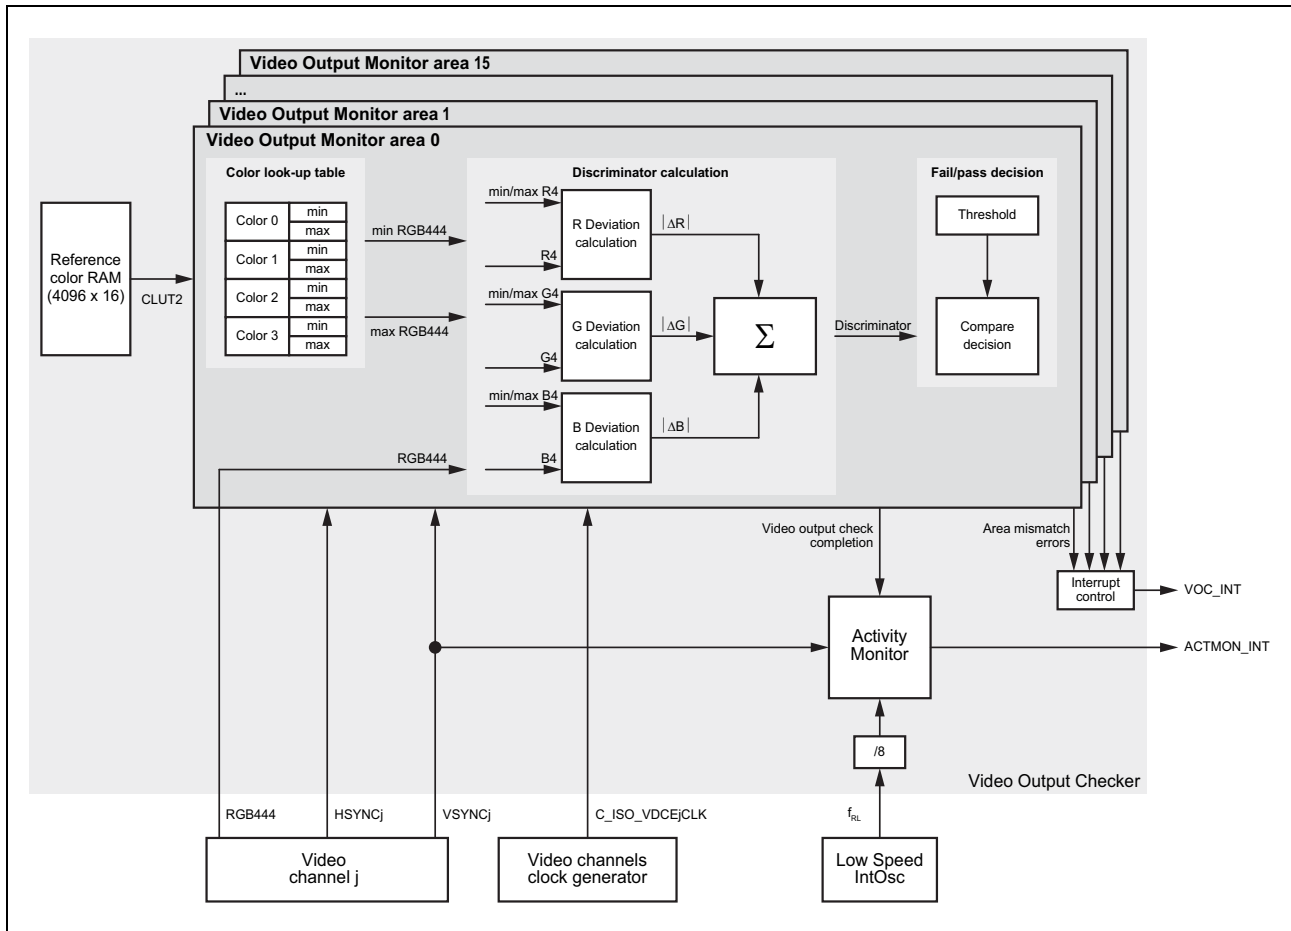 Video Output Monitor area 15
...
Video Output Monitor area 1
Video Output Monitor area 0
Color look-up table
Discriminator calculation
Fail/pass decision
Reference
color RAM
(4096 x 16)
CLUT2
Color 0
min
max
Color 1
min
max
Color 2
min
max
Color 3
min
max
min RGB444
max RGB444
RGB444
min/max R4
R4
R Deviation
calculation
|ΔR|
min/max G4
G4
G Deviation
calculation
|ΔG|
min/max B4
B4
B Deviation
calculation
|ΔB|
Σ
Discriminator
Threshold
Compare
decision
Video output check
completion
Area mismatch
errors
Interrupt
control
VOC_INT
Activity
Monitor
ACTMON_INT
/8
Video Output Checker
RGB444
HSYNCj
VSYNCj
C_ISO_VDCEjCLK
fRL
Video
channel j
Video channels
clock generator
Low Speed
IntOsc